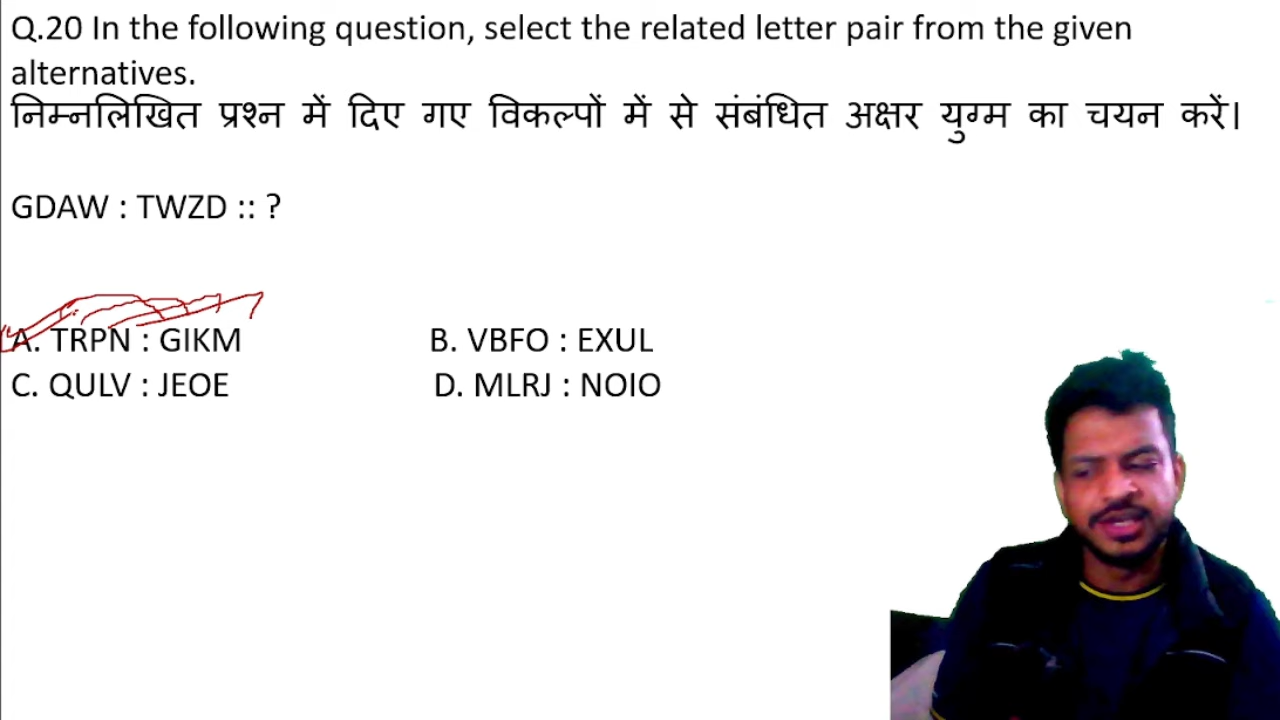 Q.20 In the following question, select the related letter pair from the given
alternatives.
निम्नलिखित प्रश्न में दिए गए विकल्पों में से संबंधित अक्षर युग्म का चयन करें।
GDAW : TWZD :: ?
A. TRPN : GIKM B. VBFO : EXUL
C. QULV : JEOE D. MLRJ : NOIO